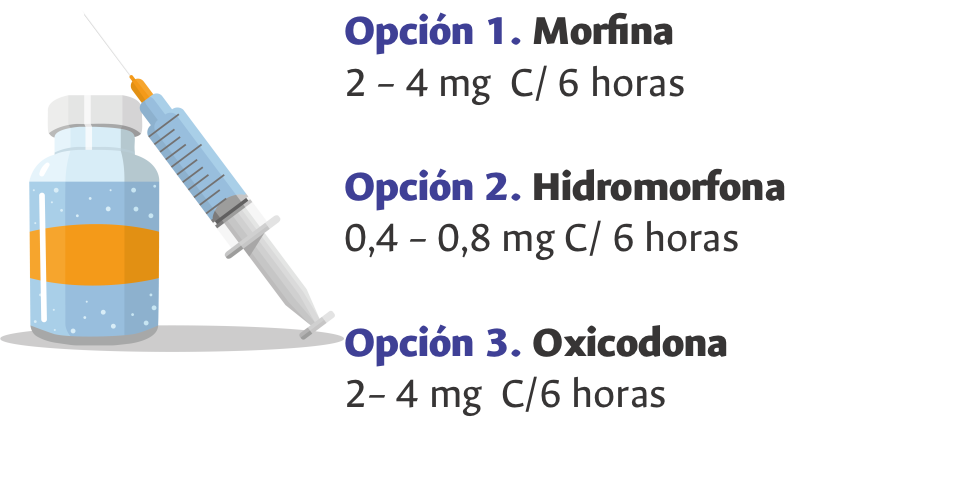 Opción 1. Morfina
2 – 4 mg  C/ 6 horas
Opción 2. Hidromorfona
0,4 – 0,8 mg C/ 6 horas
Opción 3. Oxicodona
2– 4 mg  C/6 horas